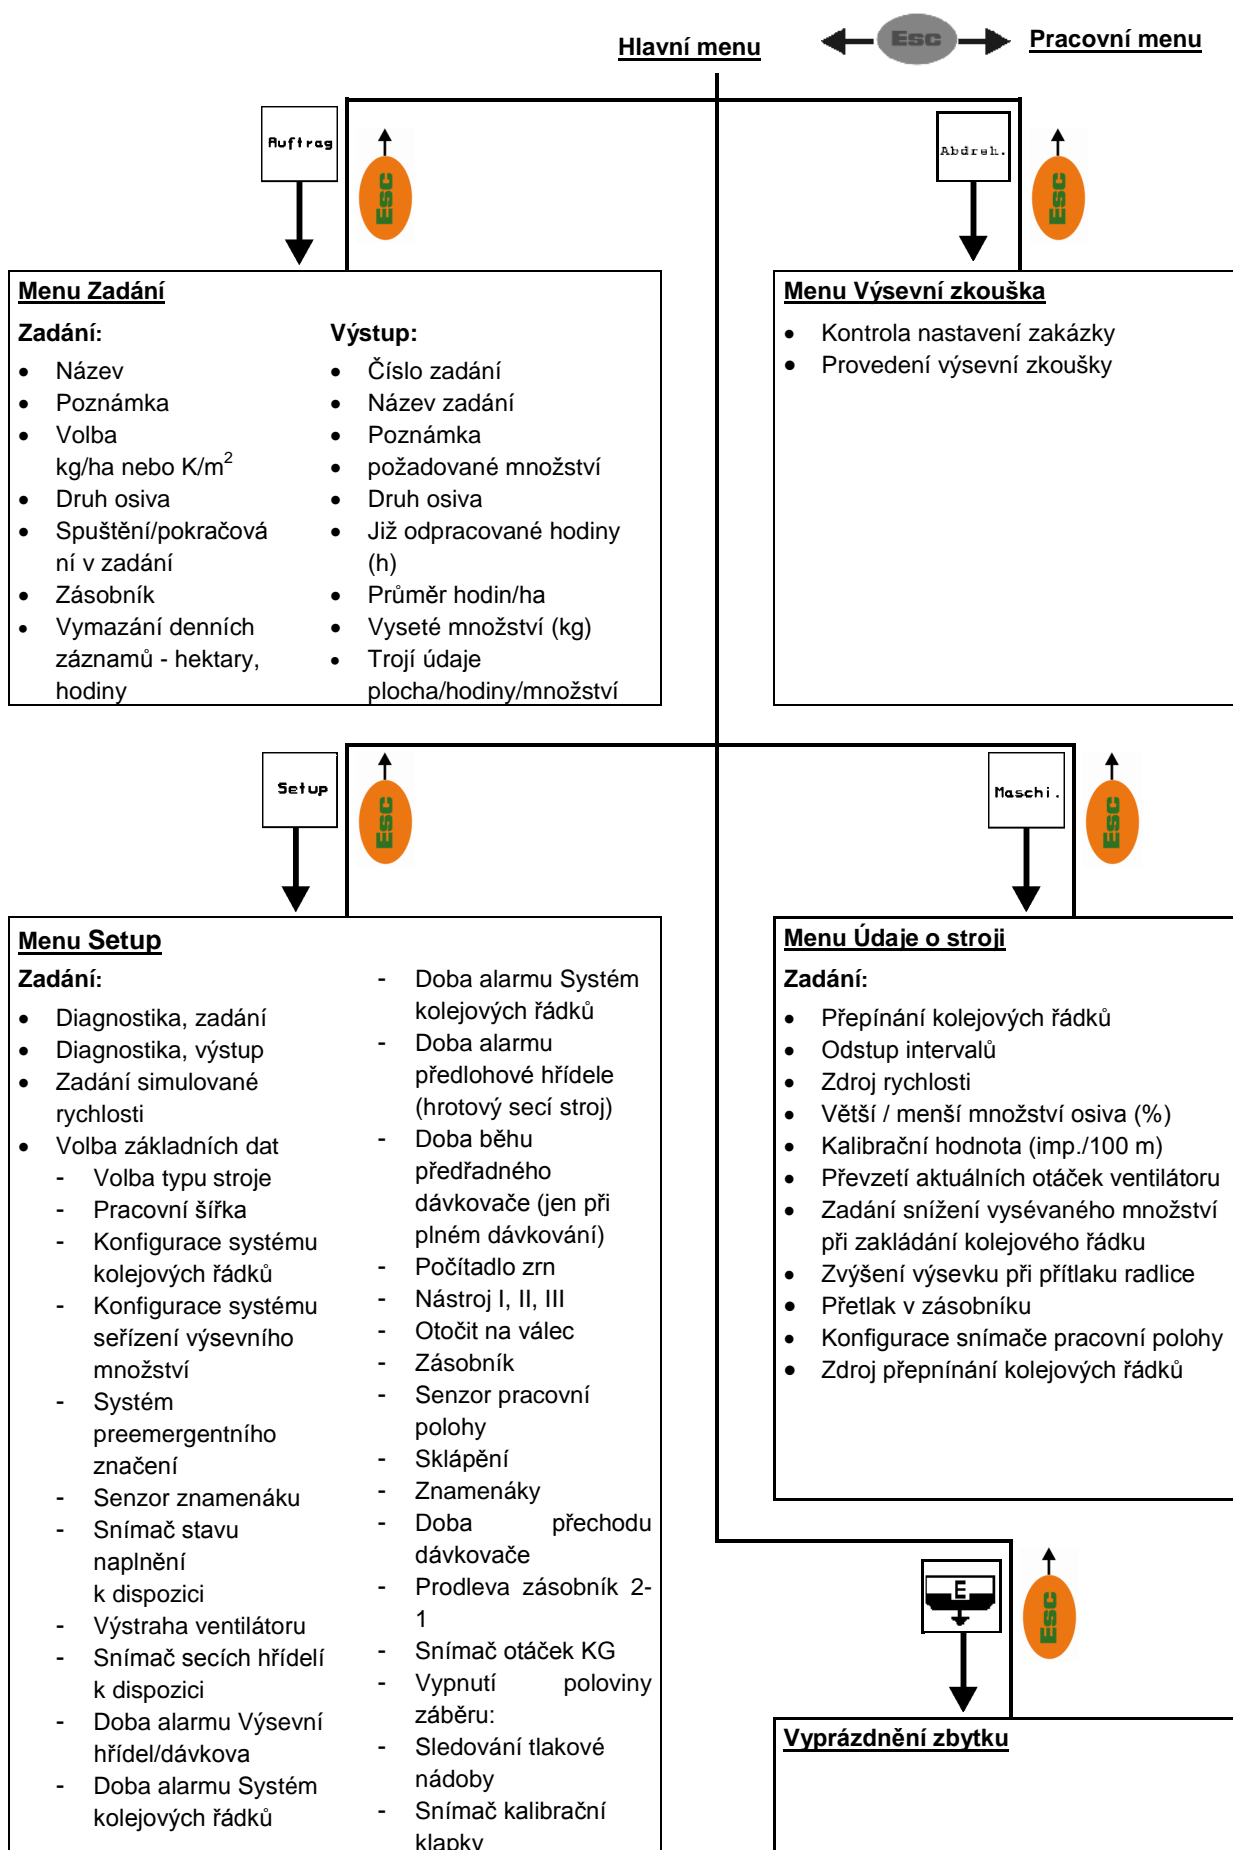 Hlavní menu
Esc
Pracovní menu
Auftrag
Esc
Abdreh.
Esc
Menu Zadání
Zadání:
• Název
• Poznámka
• Volba
kg/ha nebo K/m²
• Druh osiva
• Spuštění/pokračová
ní v zadání
• Zásobník
• Vymazání denních
záznamů - hektary,
hodiny
Výstup:
• Číslo zadání
• Název zadání
• Poznámka
• požadované množství
• Druh osiva
• Již odpracované hodiny
(h)
• Průměr hodin/ha
• Vyseté množství (kg)
• Trojí údaje
plocha/hodiny/množství
Menu Výsevní zkouška
• Kontrola nastavení zakázky
• Provedení výsevní zkoušky
Setup
Esc
Maschi.
Esc
Menu Setup
Zadání:
• Diagnostika, zadání
• Diagnostika, výstup
• Zadání simulované
rychlosti
• Volba základních dat
- Volba typu stroje
- Pracovní šířka
- Konfigurace systému
kolejových řádků
- Konfigurace systému
seřízení výsevního
množství
- Systém
preemergentního
značení
- Senzor znamenáku
- Snímač stavu
naplnění
k dispozici
- Výstraha ventilátoru
- Snímač secích hřídelí
k dispozici
- Doba alarmu Výsevní
hřídel/dávkova
- Doba alarmu Systém
kolejových řádků
- Doba alarmu Systém
kolejových řádků
- Doba alarmu
předlohové hřídele
(hrotový secí stroj)
- Doba běhu
předřadného
dávkovače (jen při
plném dávkování)
- Počítadlo zrn
- Nástroj I, II, III
- Otočit na válec
- Zásobník
- Senzor pracovní
polohy
- Sklápění
- Znamenáky
- Doba přechodu
dávkovače
- Prodleva zásobník 2-
1
- Snímač otáček KG
- Vypnutí poloviny
záběru:
- Sledování tlakové
nádoby
- Snímač kalibrační
klapky
Menu Údaje o stroji
Zadání:
• Přepínání kolejových řádků
• Odstup intervalů
• Zdroj rychlosti
• Větší / menší množství osiva (%)
• Kalibrační hodnota (imp./100 m)
• Převzetí aktuálních otáček ventilátoru
• Zadání snížení vysévaného množství
při zakládání kolejového řádku
• Zvýšení výsevku při přítlaku radlice
• Přetlak v zásobníku
• Konfigurace snímače pracovní polohy
• Zdroj přepnínání kolejových řádků
E
Esc
Vyprázdnění zbytku